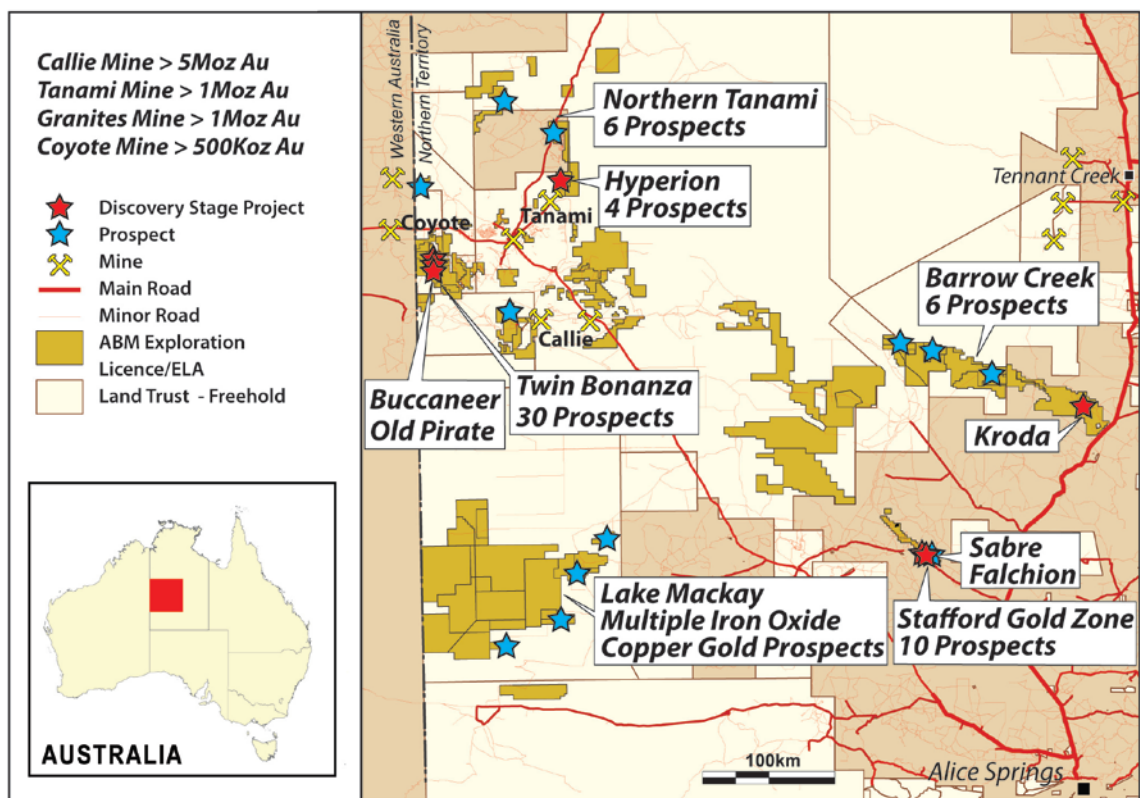 Callie Mine > 5Moz Au
Tanami Mine > 1Moz Au
Granites Mine > 1Moz Au
Coyote Mine > 500Koz Au
Discovery Stage Project
Prospect
Mine
Main Road
Minor Road
ABM Exploration
Licence/ELA
Land Trust - Freehold
AUSTRALIA
Western Australia
Northern Territory
Northern Tanami
6 Prospects
Hyperion
4 Prospects
Tennant Creek
Coyote
Tanami
Callie
Barrow Creek
6 Prospects
Buccaneer
Old Pirate
Twin Bonanza
30 Prospects
Kroda
Sabre
Falchion
Lake Mackay
Multiple Iron Oxide
Copper Gold Prospects
Stafford Gold Zone
10 Prospects
100km
Alice Springs